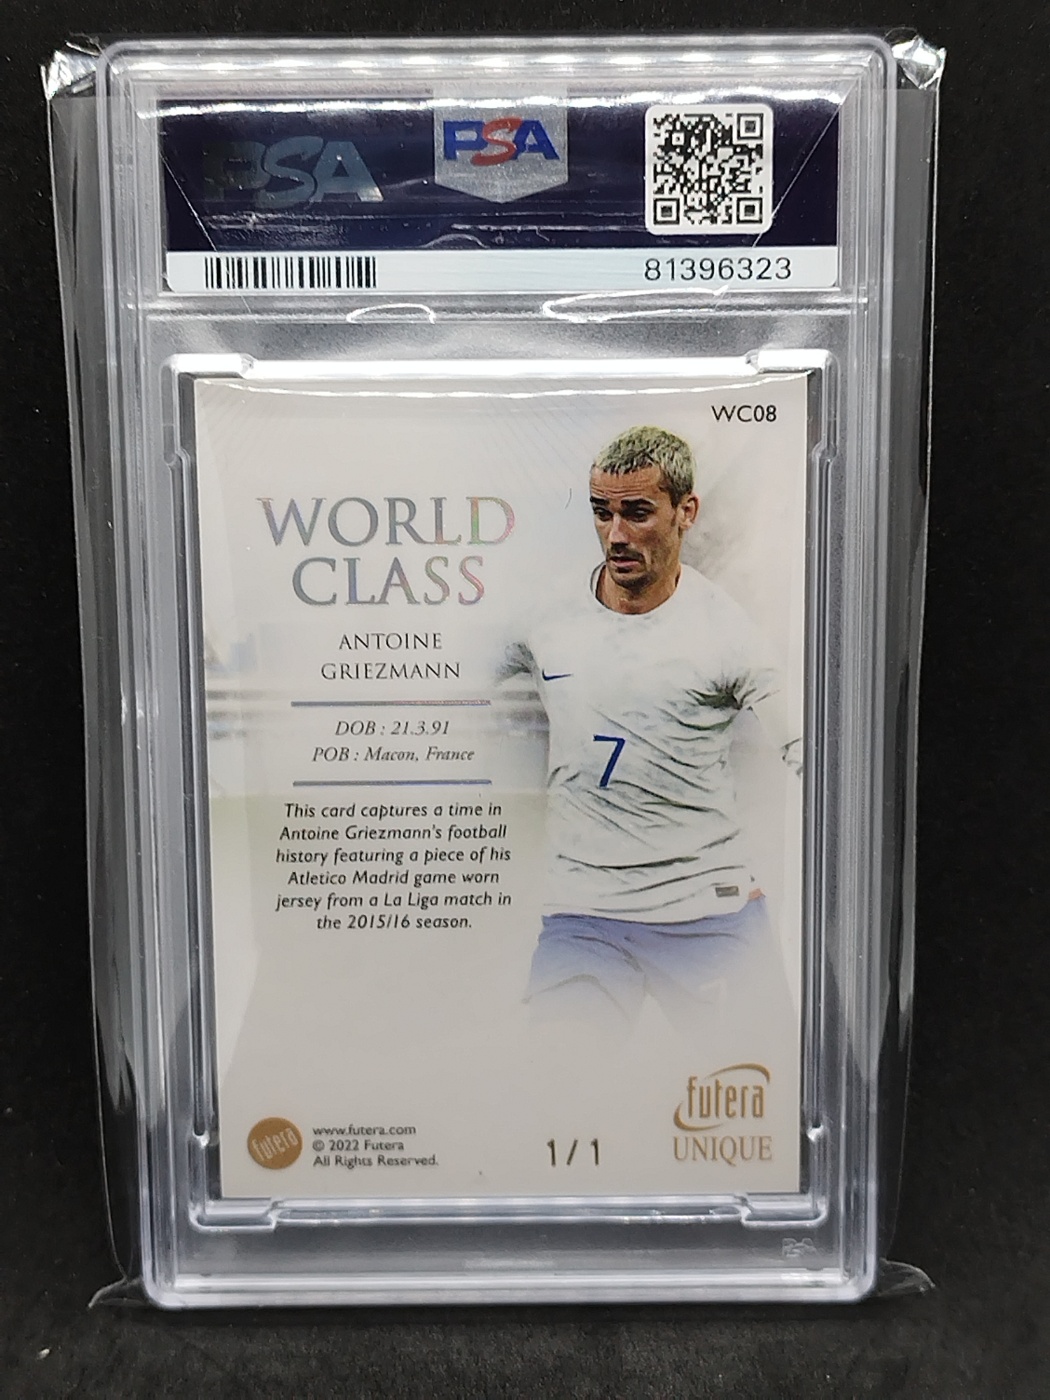 PSA
PSA
81396323
WC08
WORLD
CLASS
ANTOINE
GRIEZMANN
DOB : 21.3.91
POB : Macon, France
This card captures a time in
Antoine Griezmann's football
history featuring a piece of his
Atletico Madrid game worn
jersey from a La Liga match in
the 2015/16 season.
7
futera
www.futera.com
© 2022 Futera
All Rights Reserved.
1/1
futera
UNIQUE
PSA